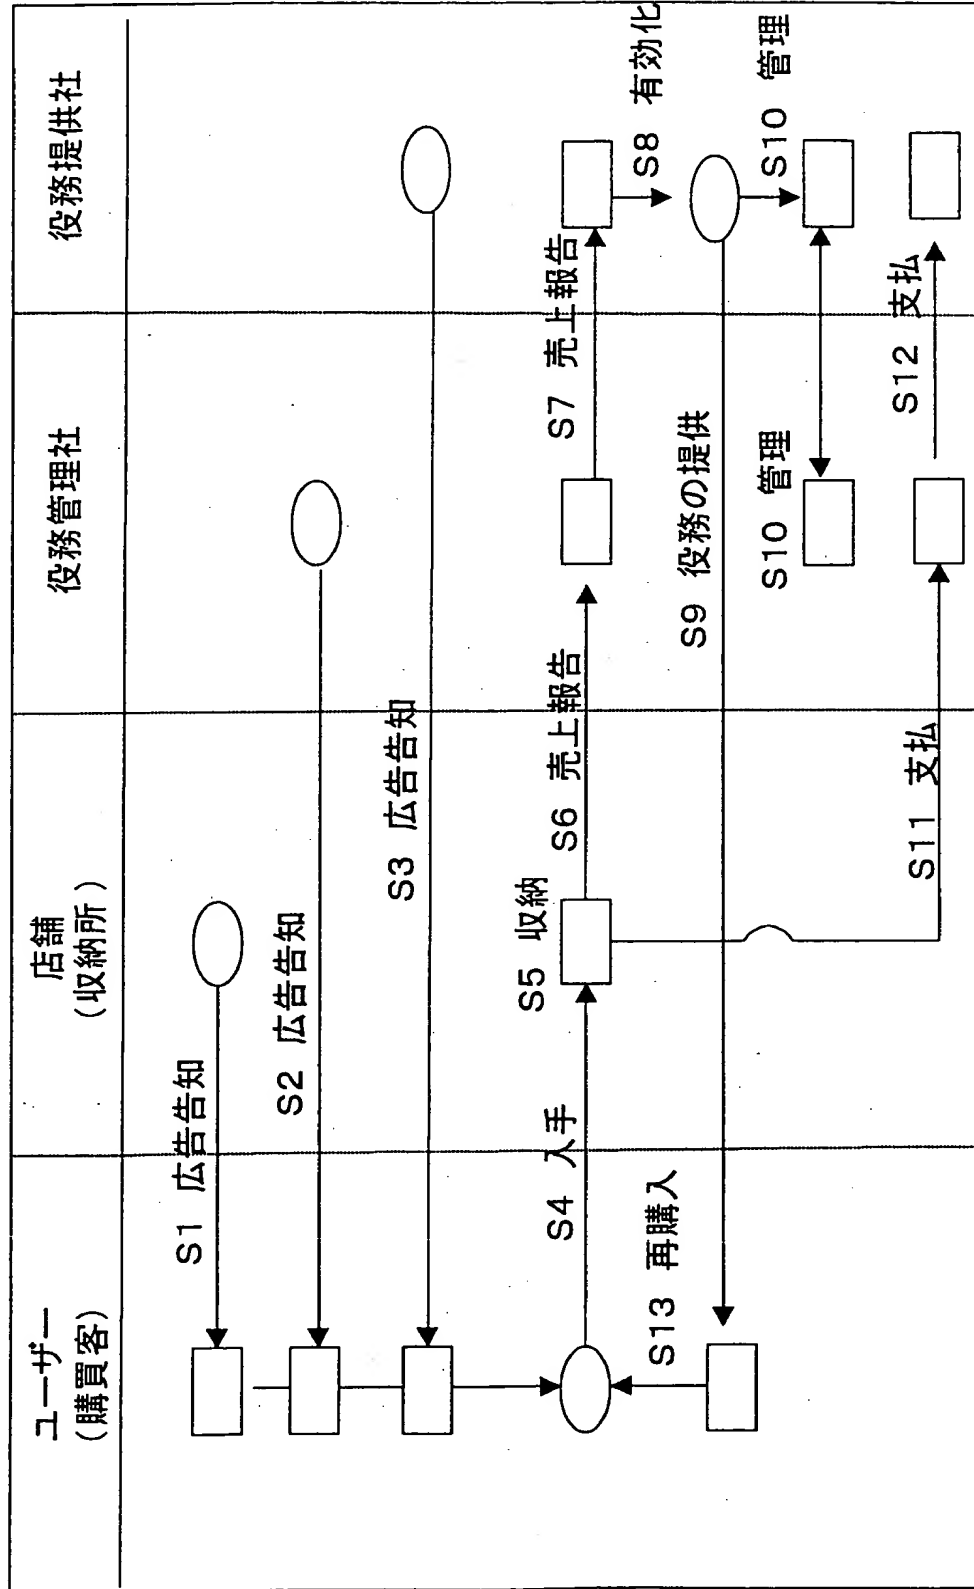 ユーザー
(購買客)
店舗
(収納所)
役務管理社
役務提供社
S1 広告告知
S2 広告告知
S3 広告告知
S4 入手
S5 収納
S6 売上報告
S7 売上報告
S8 有効化
S9 役務の提供
S10 管理
S10 管理
S11 支払
S12 支払
S13 再購入